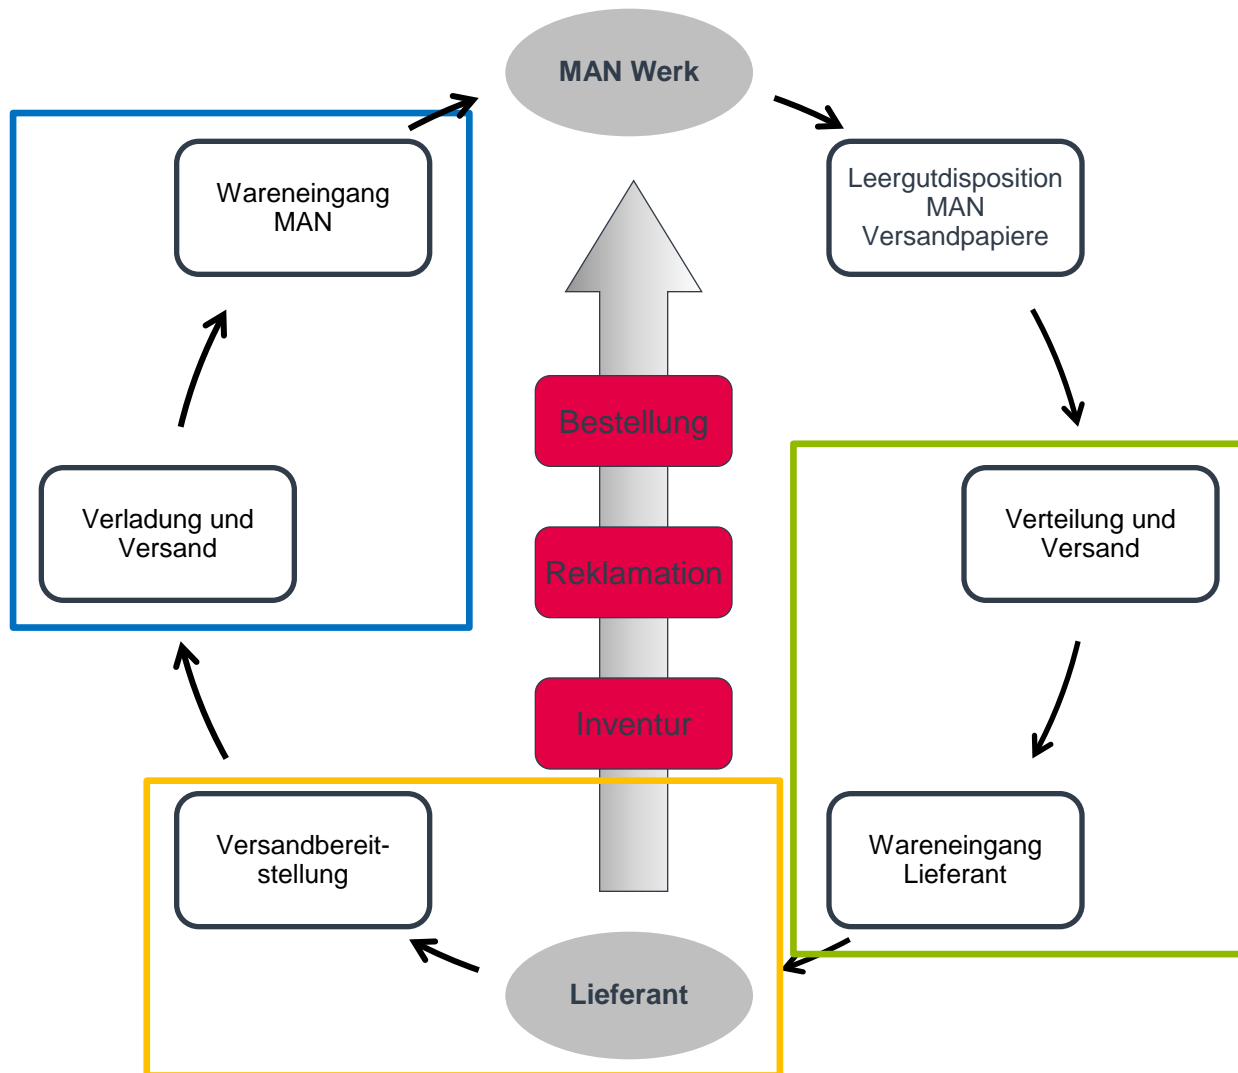 MAN Werk
Wareneingang
MAN
Leergutdisposition
MAN
Versandpapiere
Bestellung
Verladung und
Versand
Reklamation
Verteilung und
Versand
Inventur
Versandbereit-
stellung
Wareneingang
Lieferant
Lieferant